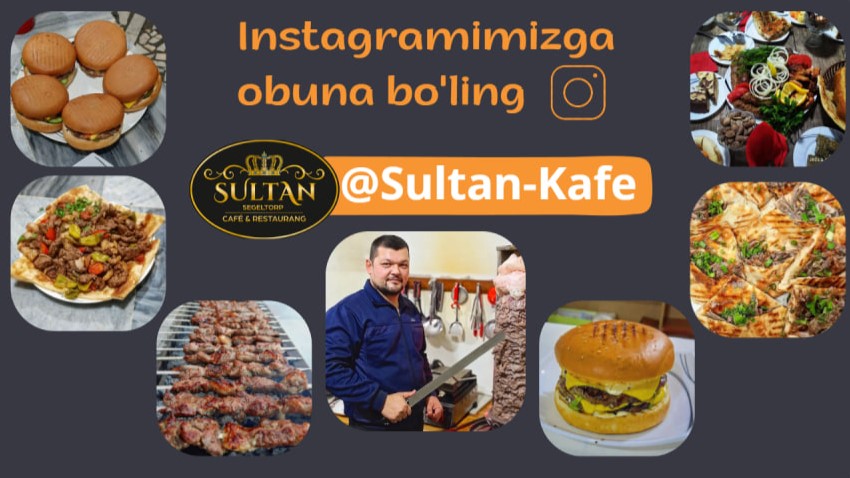 Instagramimizga
obuna bo'ling
SULTAN
SEGELTORP
CAFÉ & RESTAURANG
@Sultan-Kafe